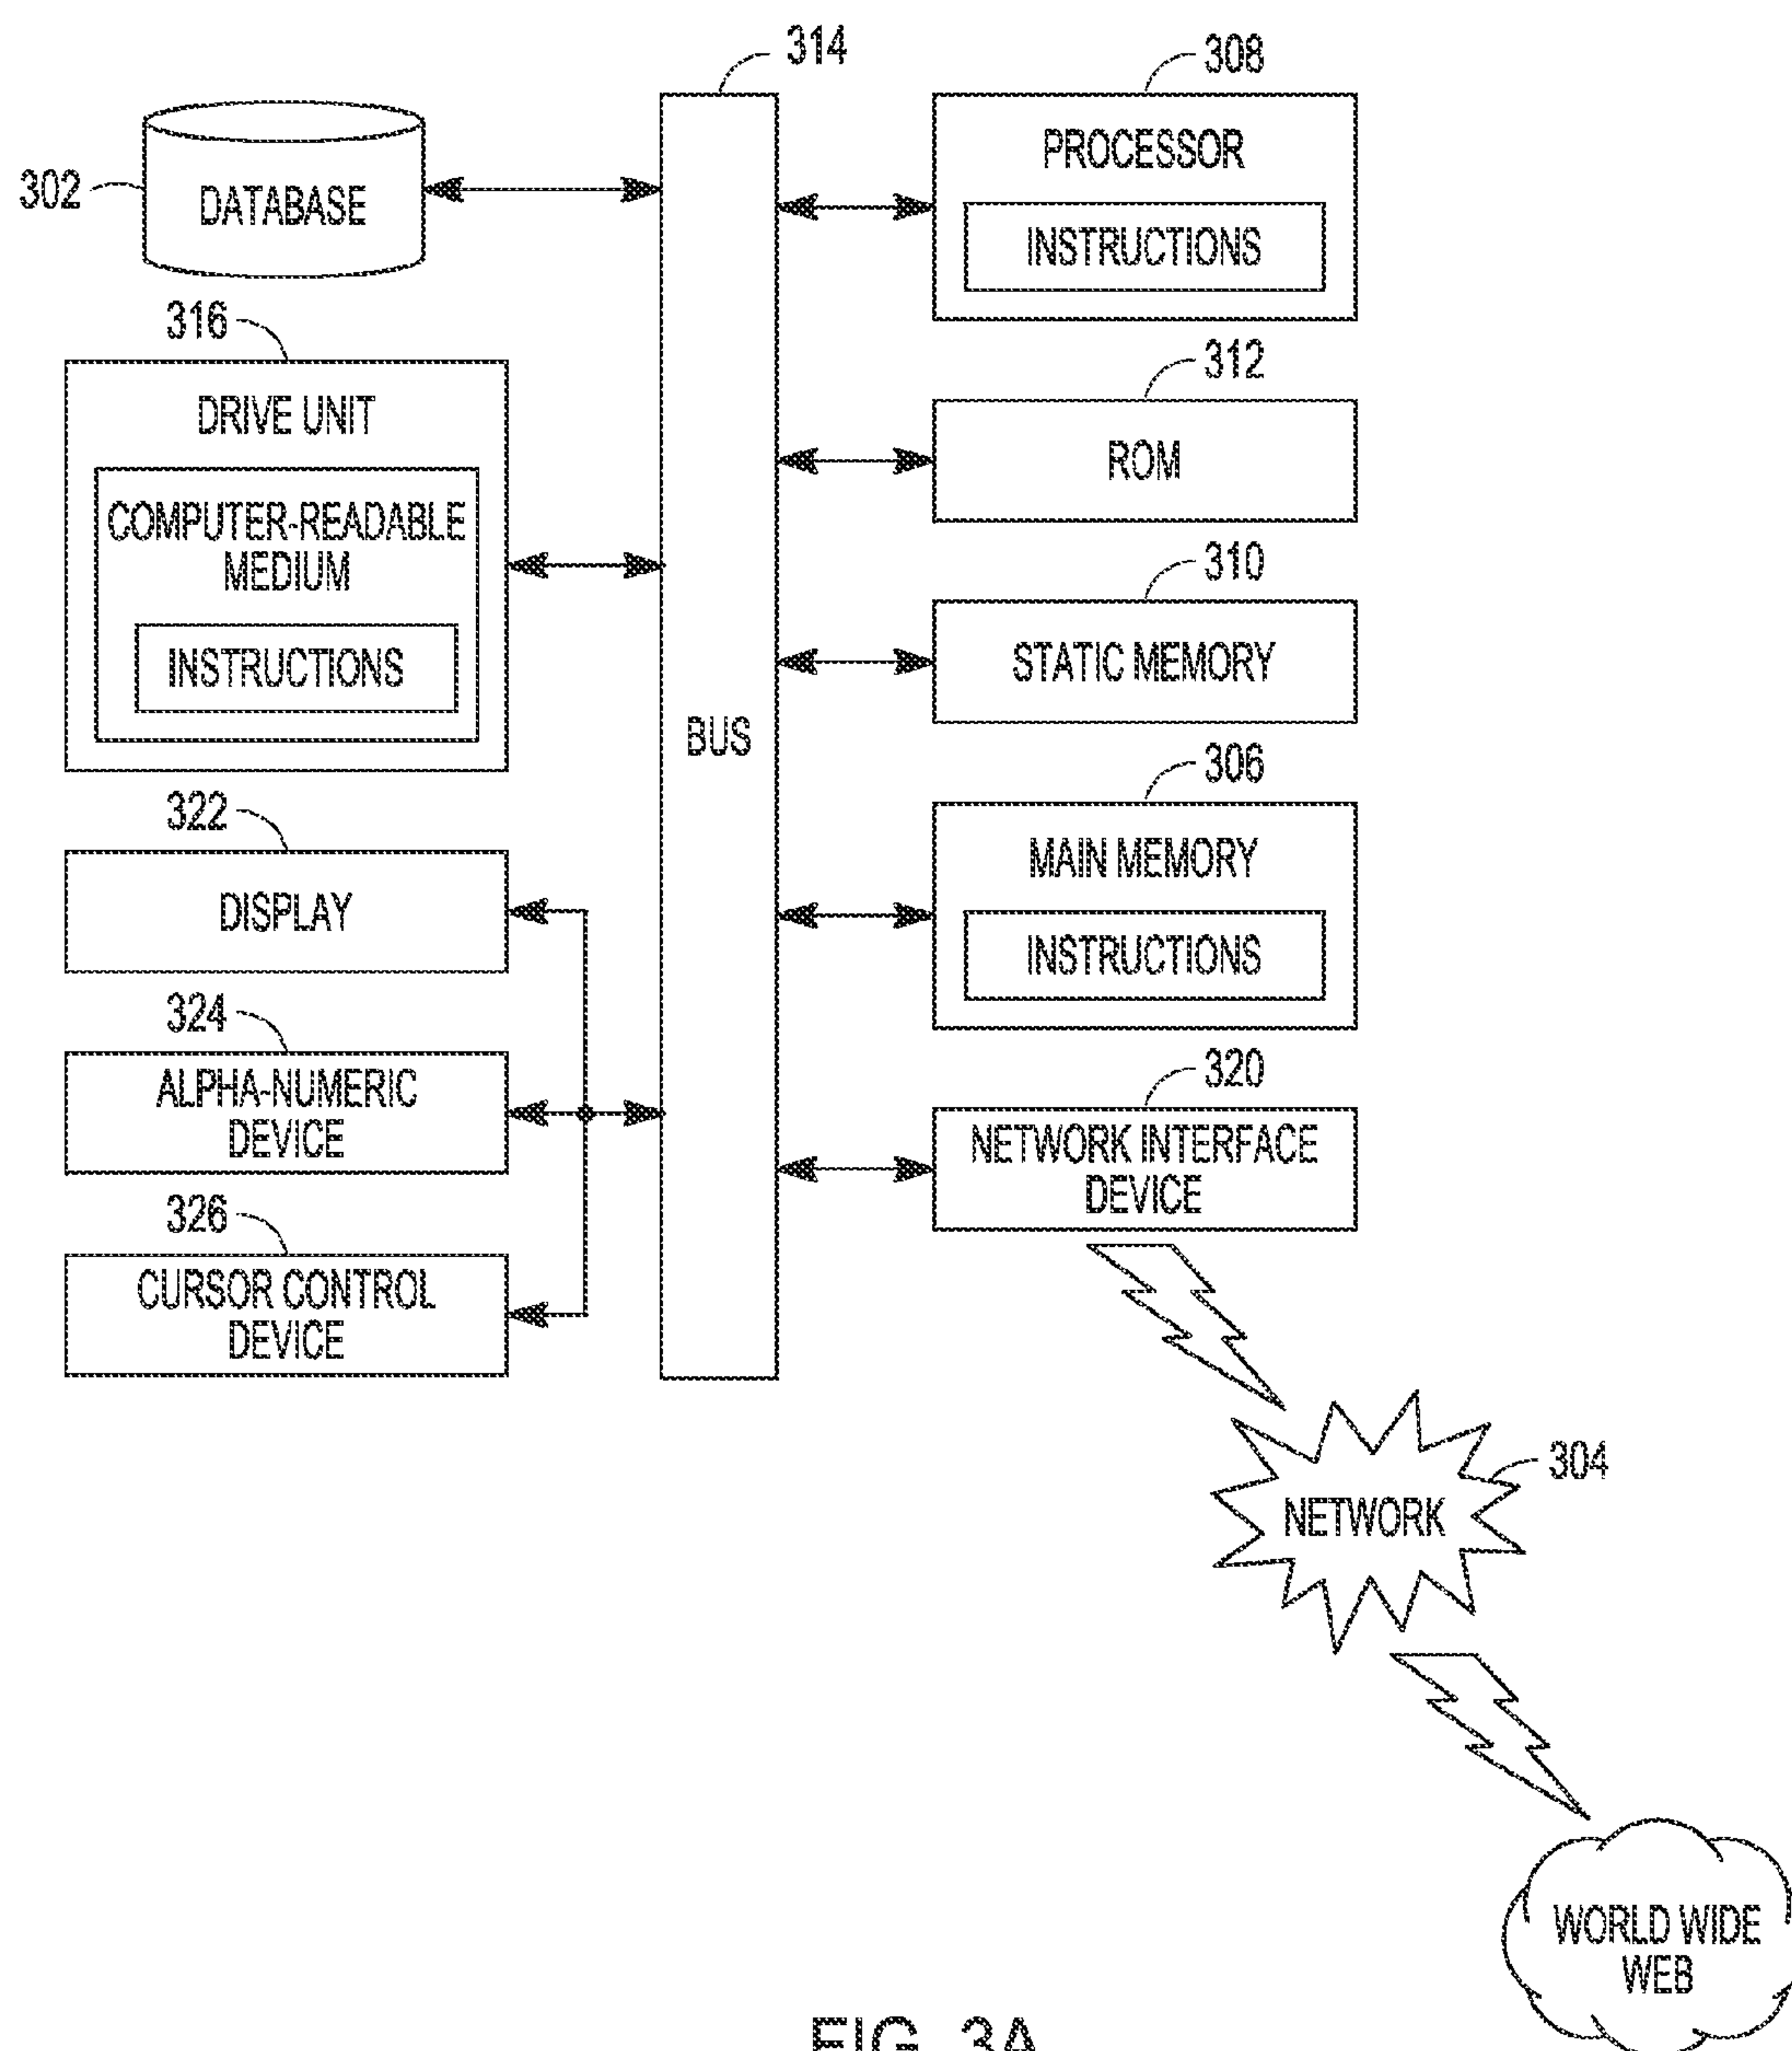 314
308
302
DATABASE
PROCESSOR
INSTRUCTIONS
316
DRIVE UNIT
COMPUTER-READABLE
MEDIUM
INSTRUCTIONS
312
ROM
310
STATIC MEMORY
BUS
306
MAIN MEMORY
INSTRUCTIONS
322
DISPLAY
324
ALPHA-NUMERIC
DEVICE
320
NETWORK INTERFACE
DEVICE
326
CURSOR CONTROL
DEVICE
304
NETWORK
WORLD WIDE
WEB
FIG. 3A